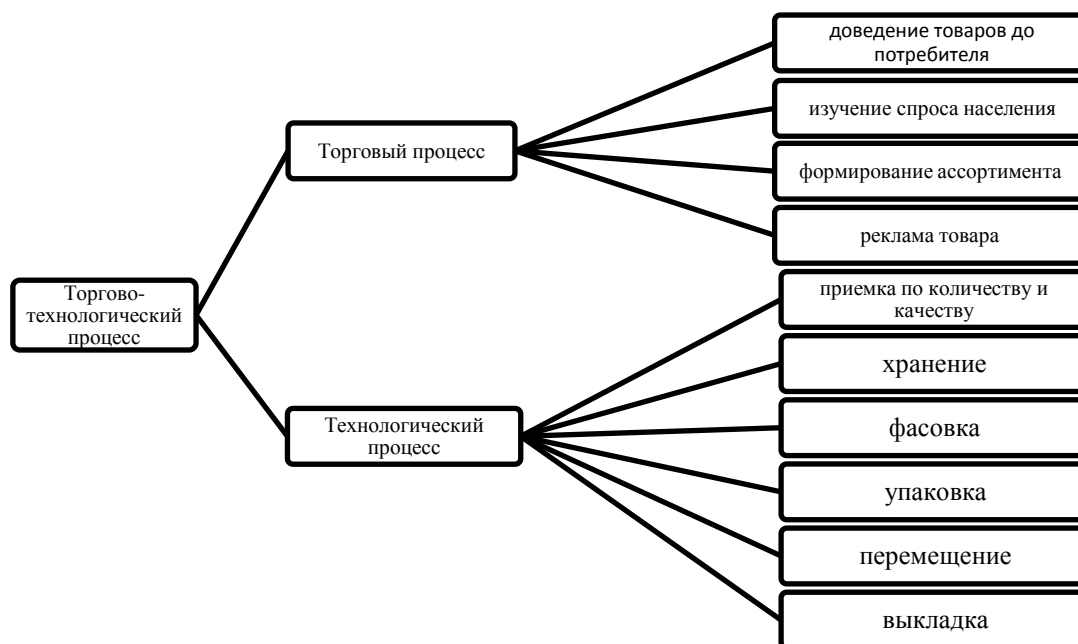 Торгово-
технологический
процесс
Торговый процесс
доведение товаров до
потребителя
изучение спроса населения
формирование ассортимента
реклама товара
Технологический
процесс
приемка по количеству и
качеству
хранение
фасовка
упаковка
перемещение
выкладка